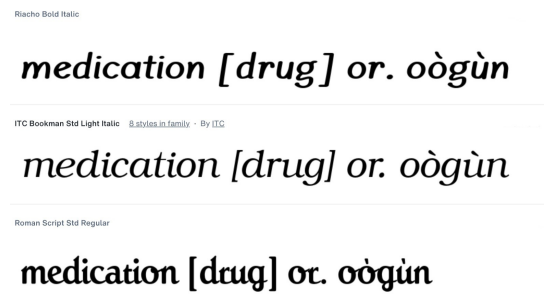 Riacho Bold Italic
medication [drug] or. oògùn
ITC Bookman Std Light Italic 8 styles in family • By ITC
medication [drug] or. oògùn
Roman Script Std Regular
medication [drug] or. oògùn